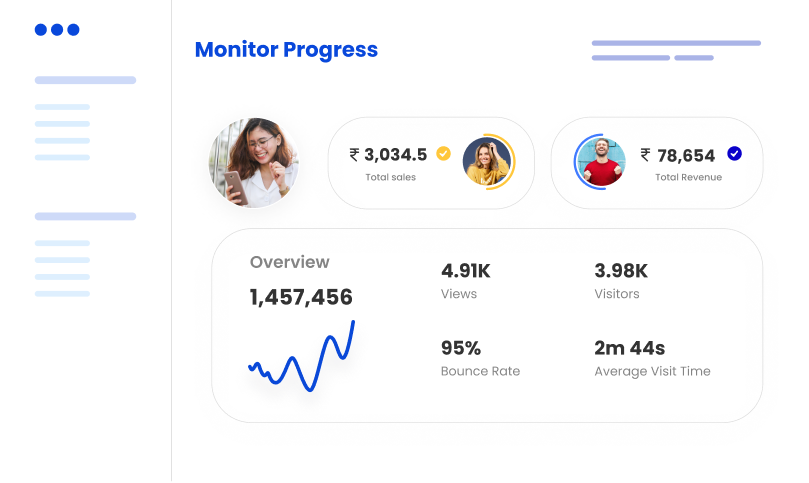 Monitor Progress
₹ 3,034.5
Total sales
₹ 78,654
Total Revenue
Overview
1,457,456
4.91K
Views
3.98K
Visitors
95%
Bounce Rate
2m 44s
Average Visit Time